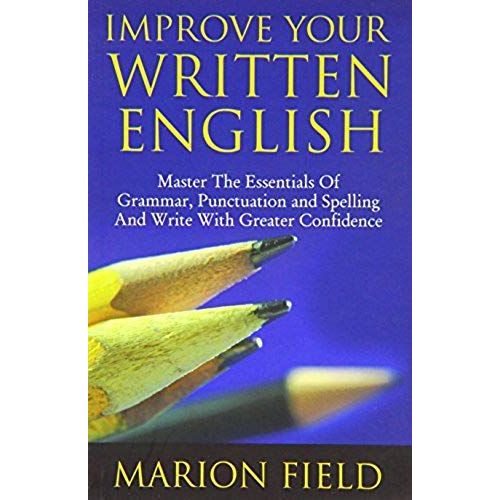 IMPROVE YOUR
WRITTEN
ENGLISH
Master The Essentials Of
Grammar, Punctuation and Spelling
And Write With Greater Confidence
MARION FIELD